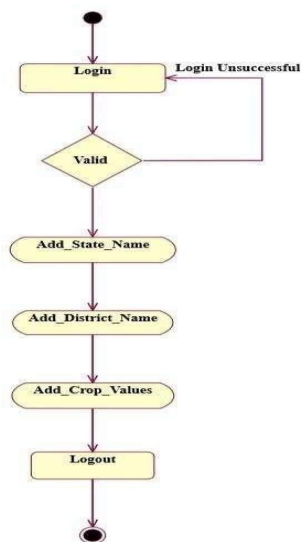 Login
Login Unsuccessful
Valid
Add_State_Name
Add_District_Name
Add_Crop_Values
Logout